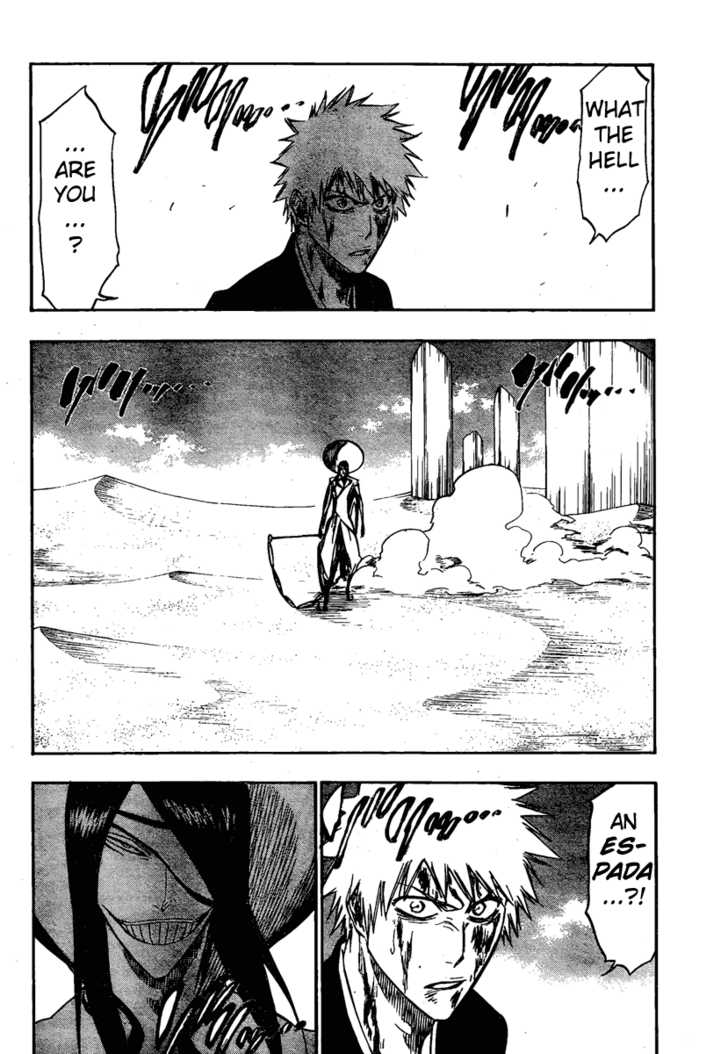 WHAT
THE
HELL
...
...
ARE
YOU
...
?
AN
ES-
PADA
...?!